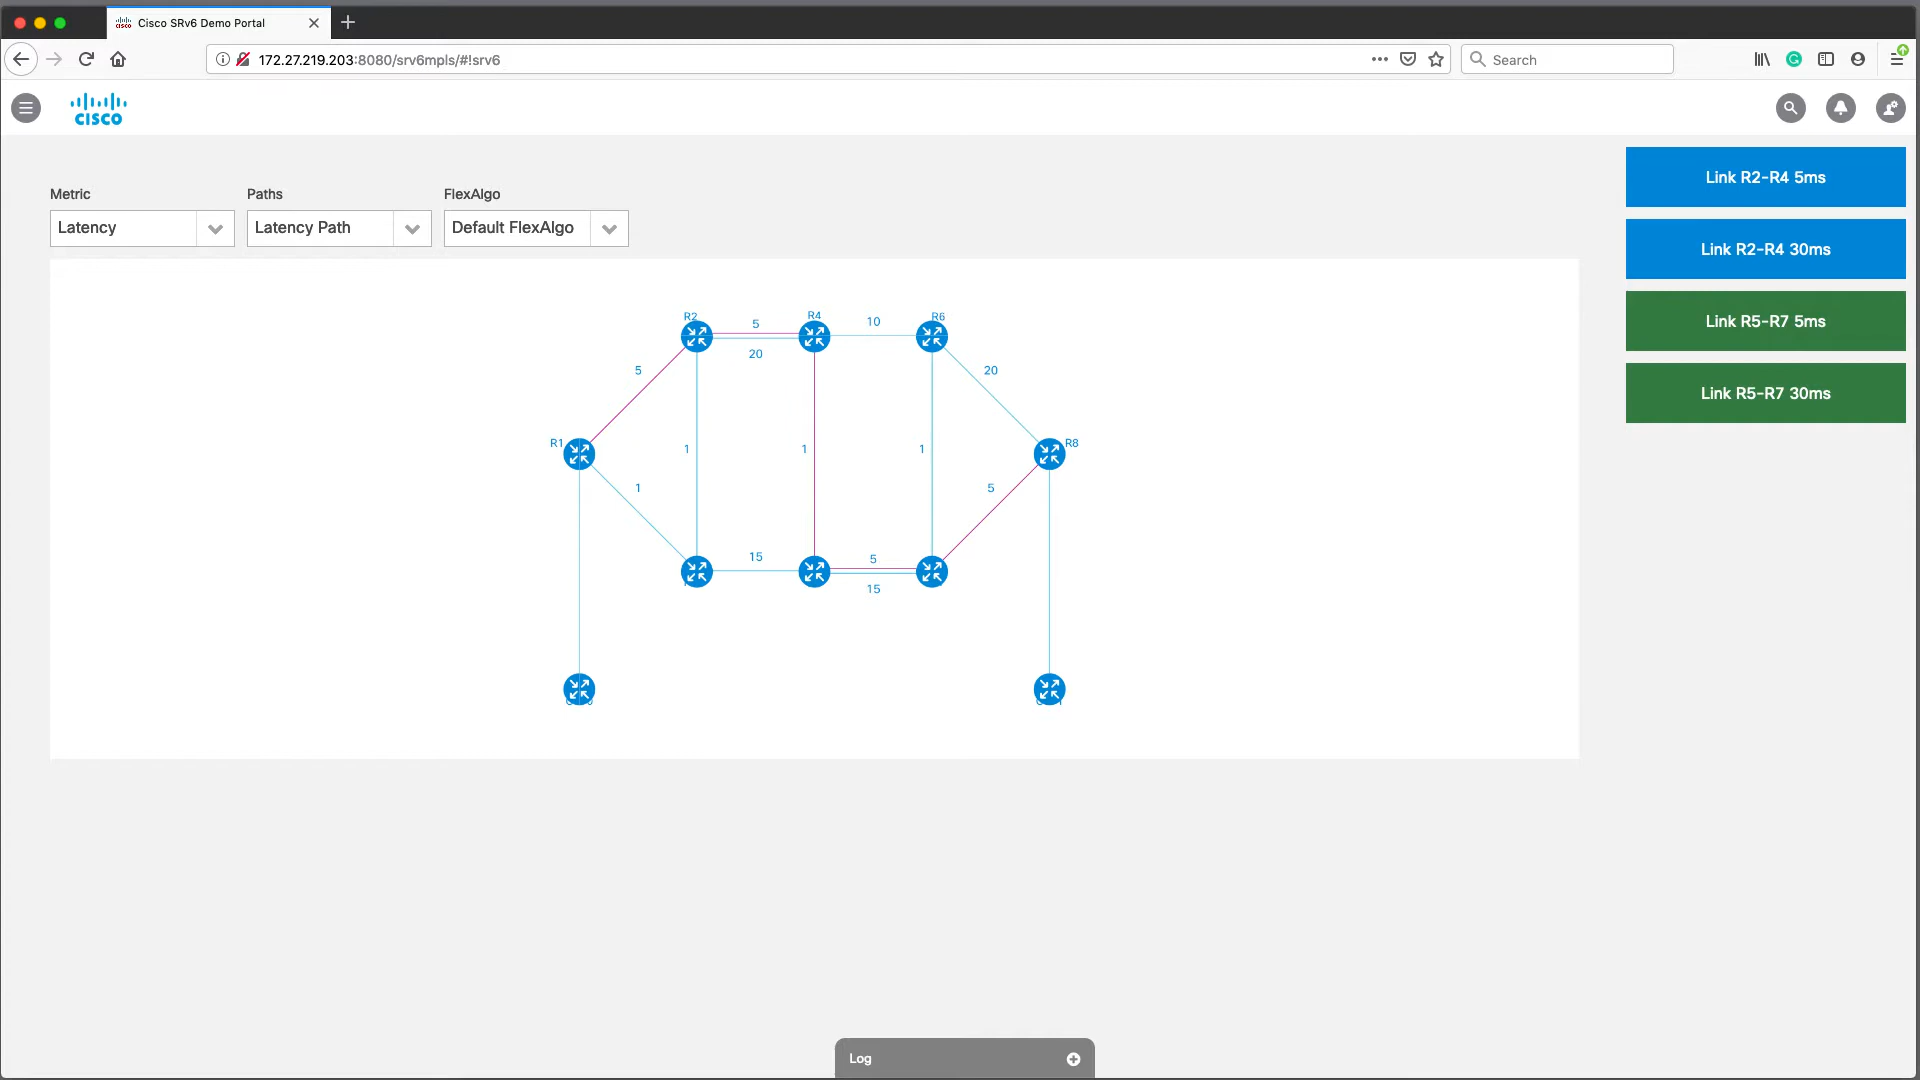 Cisco SRv6 Demo Portal
172.27.219.203:8080/srv6mpls/#!srv6
Search
cisco
Link R2-R4 5ms
Link R2-R4 30ms
Link R5-R7 5ms
Link R5-R7 30ms
Metric
Paths
FlexAlgo
Latency
Latency Path
Default FlexAlgo
R2
5
R4
10
R6
20
5
20
R1
1
1
1
R8
1
5
15
5
15
Log